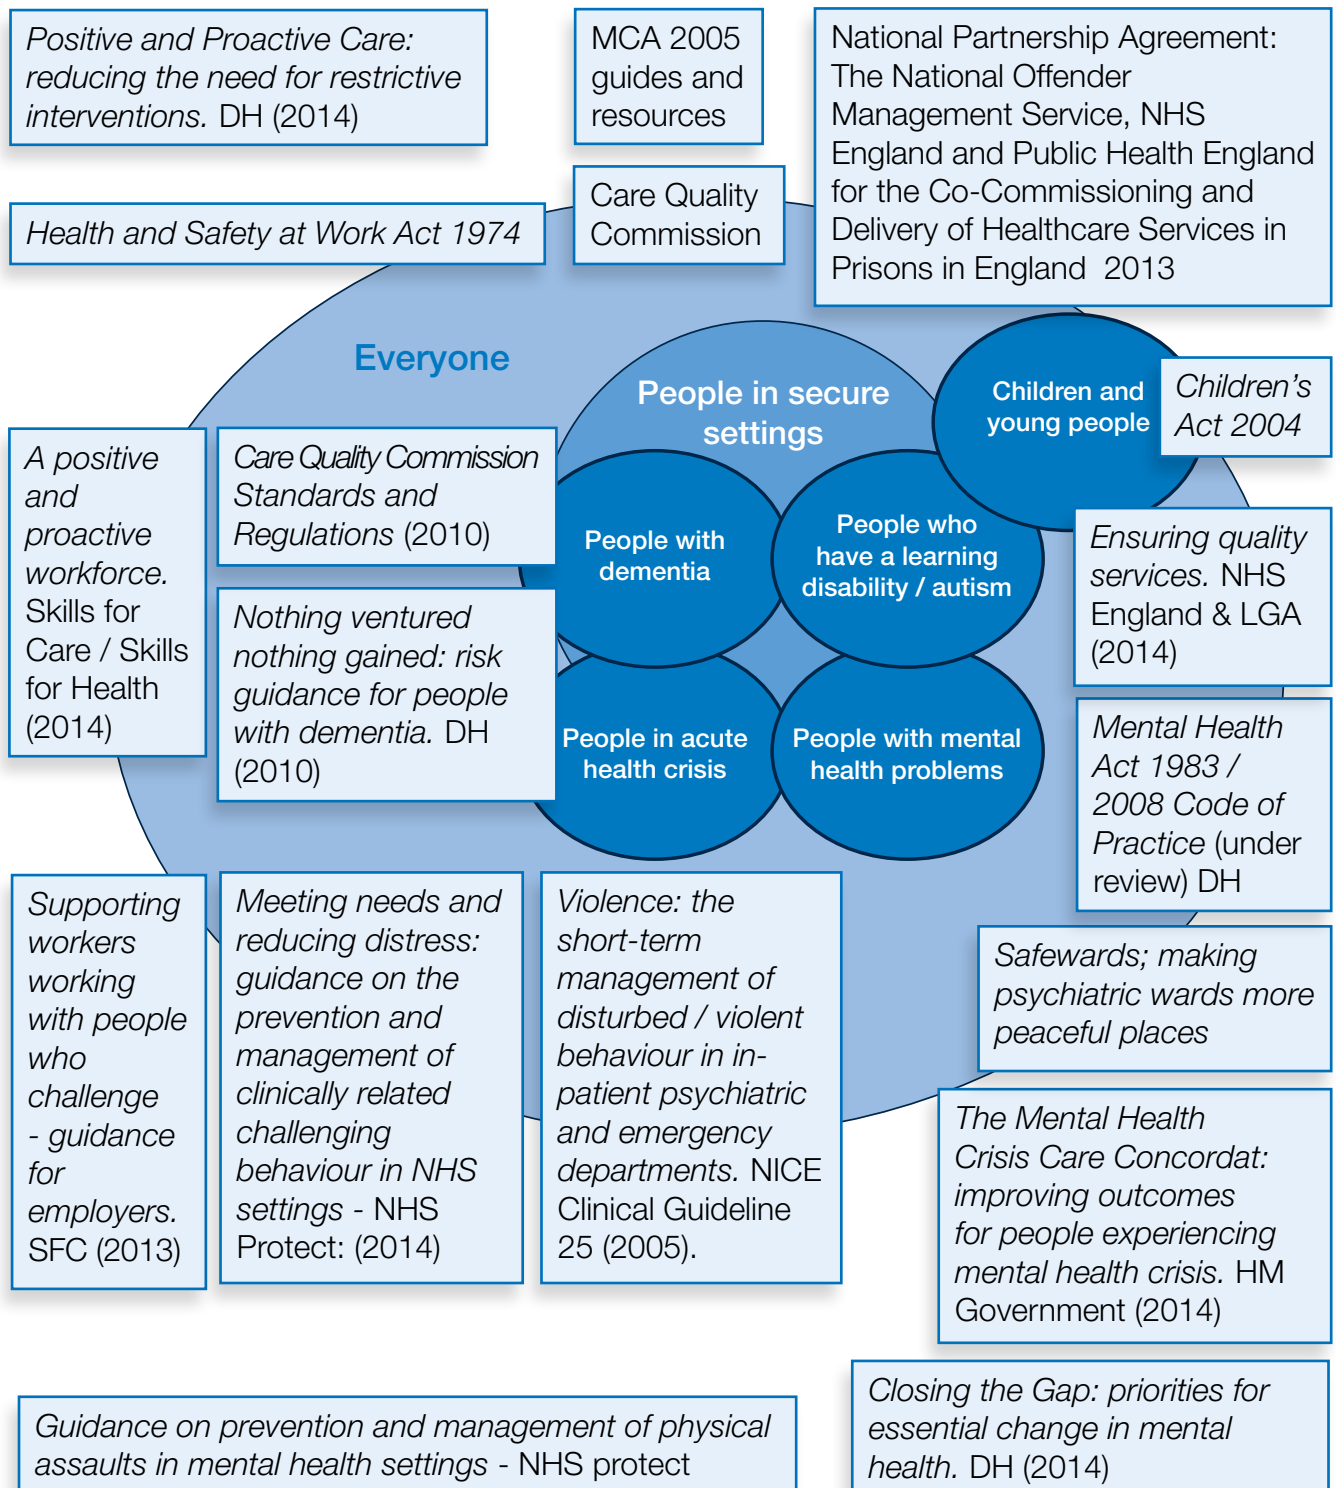 Positive and Proactive Care:
reducing the need for restrictive
interventions. DH (2014)
MCA 2005
guides and
resources
National Partnership Agreement:
The National Offender
Management Service, NHS
England and Public Health England
for the Co-Commissioning and
Delivery of Healthcare Services in
Prisons in England  2013
Health and Safety at Work Act 1974
Care Quality
Commission
Everyone
People in secure
settings
Children and
young people
Children's
Act 2004
A positive
and
proactive
workforce.
Skills for
Care / Skills
for Health
(2014)
Care Quality Commission
Standards and
Regulations (2010)
People with
dementia
People who
have a learning
disability / autism
Ensuring quality
services. NHS
England & LGA
(2014)
Nothing ventured
nothing gained: risk
guidance for people
with dementia. DH
(2010)
People in acute
health crisis
People with mental
health problems
Mental Health
Act 1983 /
2008 Code of
Practice (under
review) DH
Supporting
workers
working
with people
who
challenge
- guidance
for
employers.
SFC (2013)
Meeting needs and
reducing distress:
guidance on the
prevention and
management of
clinically related
challenging
behaviour in NHS
settings - NHS
Protect: (2014)
Violence: the
short-term
management of
disturbed / violent
behaviour in in-
patient psychiatric
and emergency
departments. NICE
Clinical Guideline
25 (2005).
Safewards; making
psychiatric wards more
peaceful places
The Mental Health
Crisis Care Concordat:
improving outcomes
for people experiencing
mental health crisis. HM
Government (2014)
Guidance on prevention and management of physical
assaults in mental health settings - NHS protect
Closing the Gap: priorities for
essential change in mental
health. DH (2014)